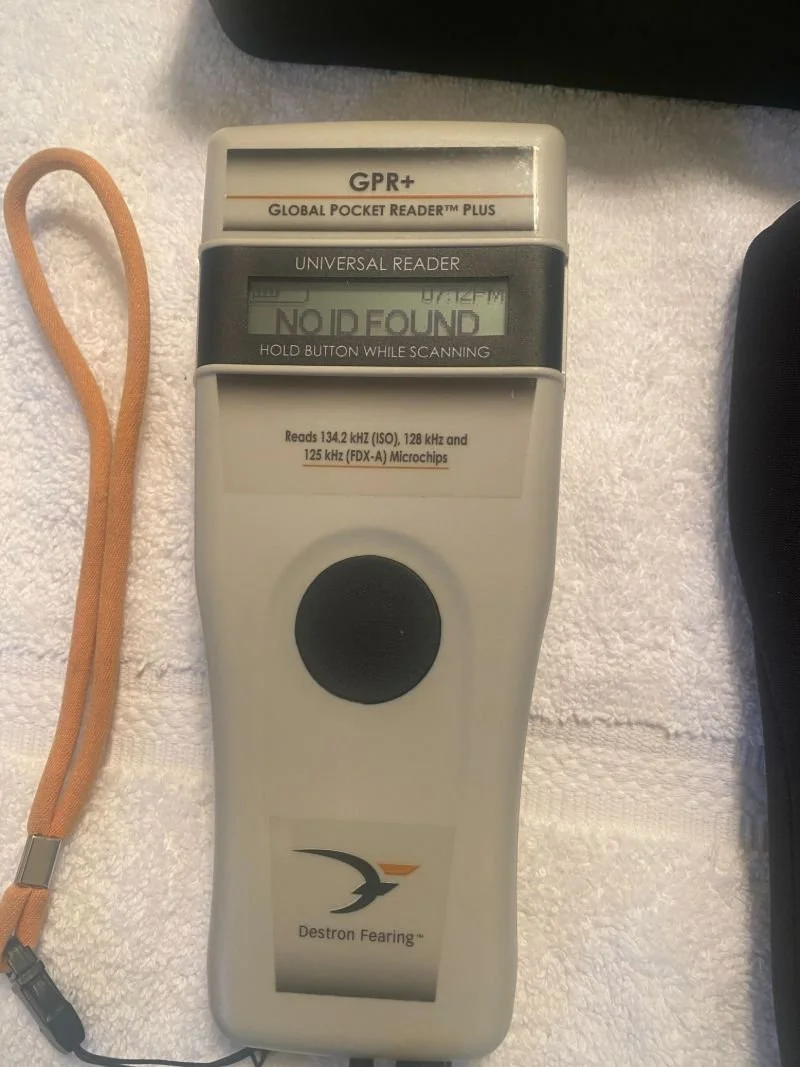 GPR+
GLOBAL POCKET READER™ PLUS
UNIVERSAL READER
07:12PM
NO ID FOUND
HOLD BUTTON WHILE SCANNING
Reads 134.2 kHZ (ISO), 128 kHz and
125 kHz (FDX-A) Microchips
Destron Fearing™